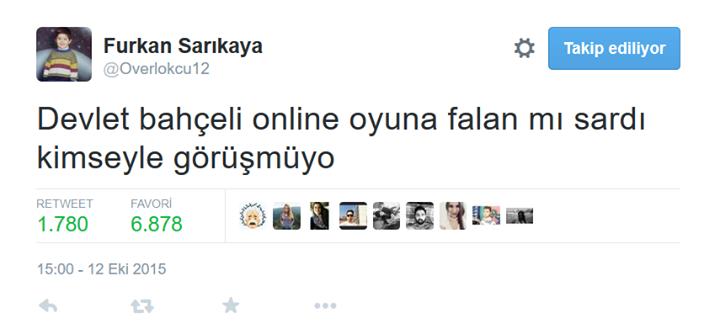 Furkan Sarıkaya
@Overlokcu12
Takip ediliyor
Devlet bahçeli online oyuna falan mı sardı
kimseyle görüşmüyo
RETWEET FAVORİ
1.780 6.878
15:00 - 12 Eki 2015